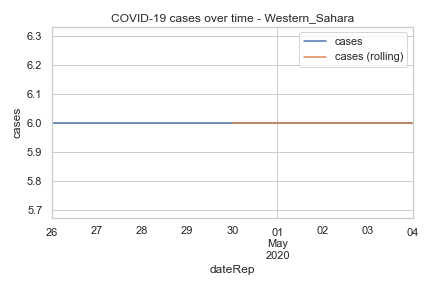 COVID-19 cases over time - Western_Sahara
cases
cases (rolling)
6.3
6.2
6.1
6.0
5.9
5.8
5.7
cases
26 27 28 29 30 01 02 03 04
May
2020
dateRep